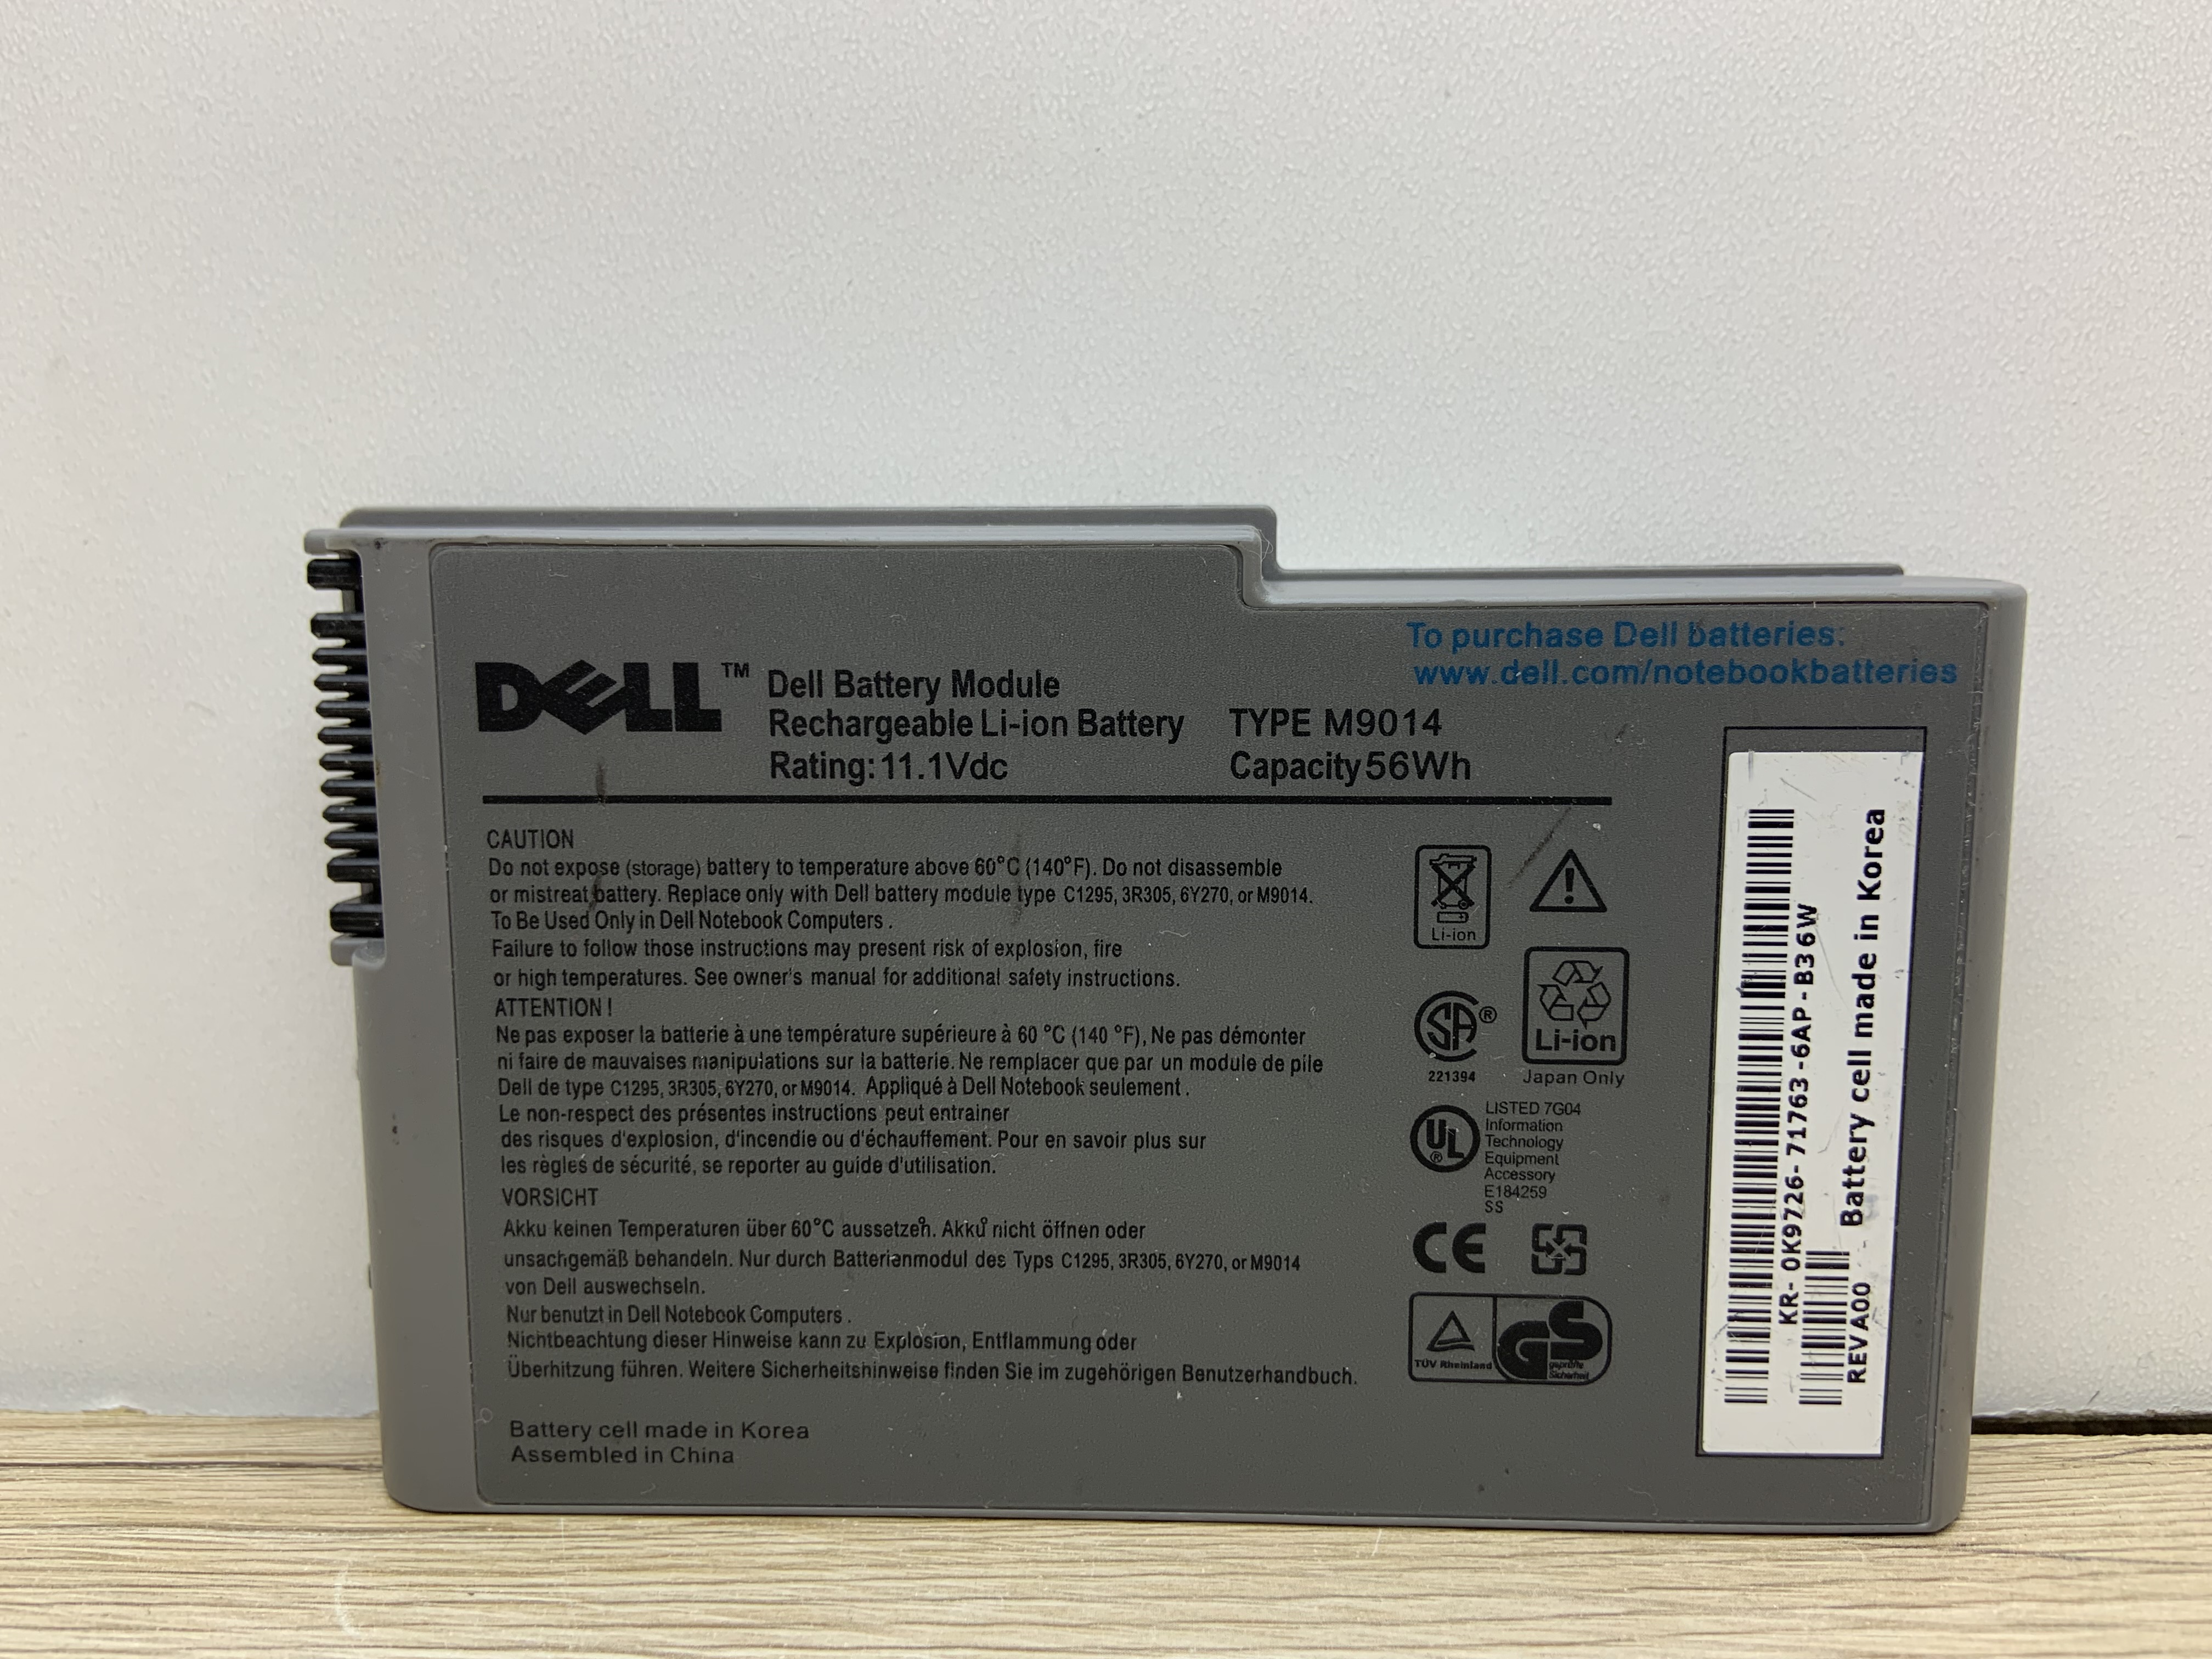 To purchase Dell batteries:
www.dell.com/notebookbatteries
DELL™
Dell Battery Module
Rechargeable Li-ion Battery TYPE M9014
Rating: 11.1Vdc Capacity 56Wh
CAUTION
Do not expose (storage) battery to temperature above 60°C (140°F). Do not disassemble
or mistreat battery. Replace only with Dell battery module type C1295, 3R305, 6Y270, or M9014.
To Be Used Only in Dell Notebook Computers .
Failure to follow those instructions may present risk of explosion, fire
or high temperatures. See owner's manual for additional safety instructions.
ATTENTION !
Ne pas exposer la batterie à une température supérieure à 60 °C (140 °F), Ne pas démonter
ni faire de mauvaises manipulations sur la batterie. Ne remplacer que par un module de pile
Dell de type C1295, 3R305, 6Y270, or M9014. Appliqué à Dell Notebook seulement .
Le non-respect des présentes instructions peut entrainer
des risques d'explosion, d'incendie ou d'échauffement. Pour en savoir plus sur
les règles de sécurité, se reporter au guide d'utilisation.
VORSICHT
Akku keinen Temperaturen über 60°C aussetzen. Akku nicht öffnen oder
unsachgemäß behandeln. Nur durch Batterianmodul des Typs C1295, 3R305, 6Y270, or M9014
von Dell auswechseln.
Nur benutzt in Dell Notebook Computers .
Nichtbeachtung dieser Hinweise kann zu Explosion, Entflammung oder
Überhitzung führen. Weitere Sicherheitshinweise finden Sie im zugehörigen Benutzerhandbuch.
Battery cell made in Korea
Assembled in China
Li-ion
SA®
221394
Li-ion
Japan Only
UL®
LISTED 7G04
Information
Technology
Equipment
Accessory
E184259
SS
CE
TÜV Rheinland
GS
geprüfte
Sicherheit
KR- 0K9726- 71763 -6AP - B36W
REV A00 - Battery cell made in Korea